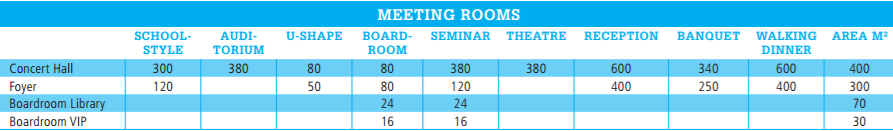 MEETING ROOMS
SCHOOL-STYLE AUDI-TORIUM U-SHAPE BOARD-ROOM SEMINAR THEATRE RECEPTION BANQUET WALKING DINNER AREA M²
Concert Hall 300 380 80 80 380 380 600 340 600 400
Foyer 120 50 80 120 400 250 400 300
Boardroom Library 24 24 70
Boardroom VIP 16 16 30